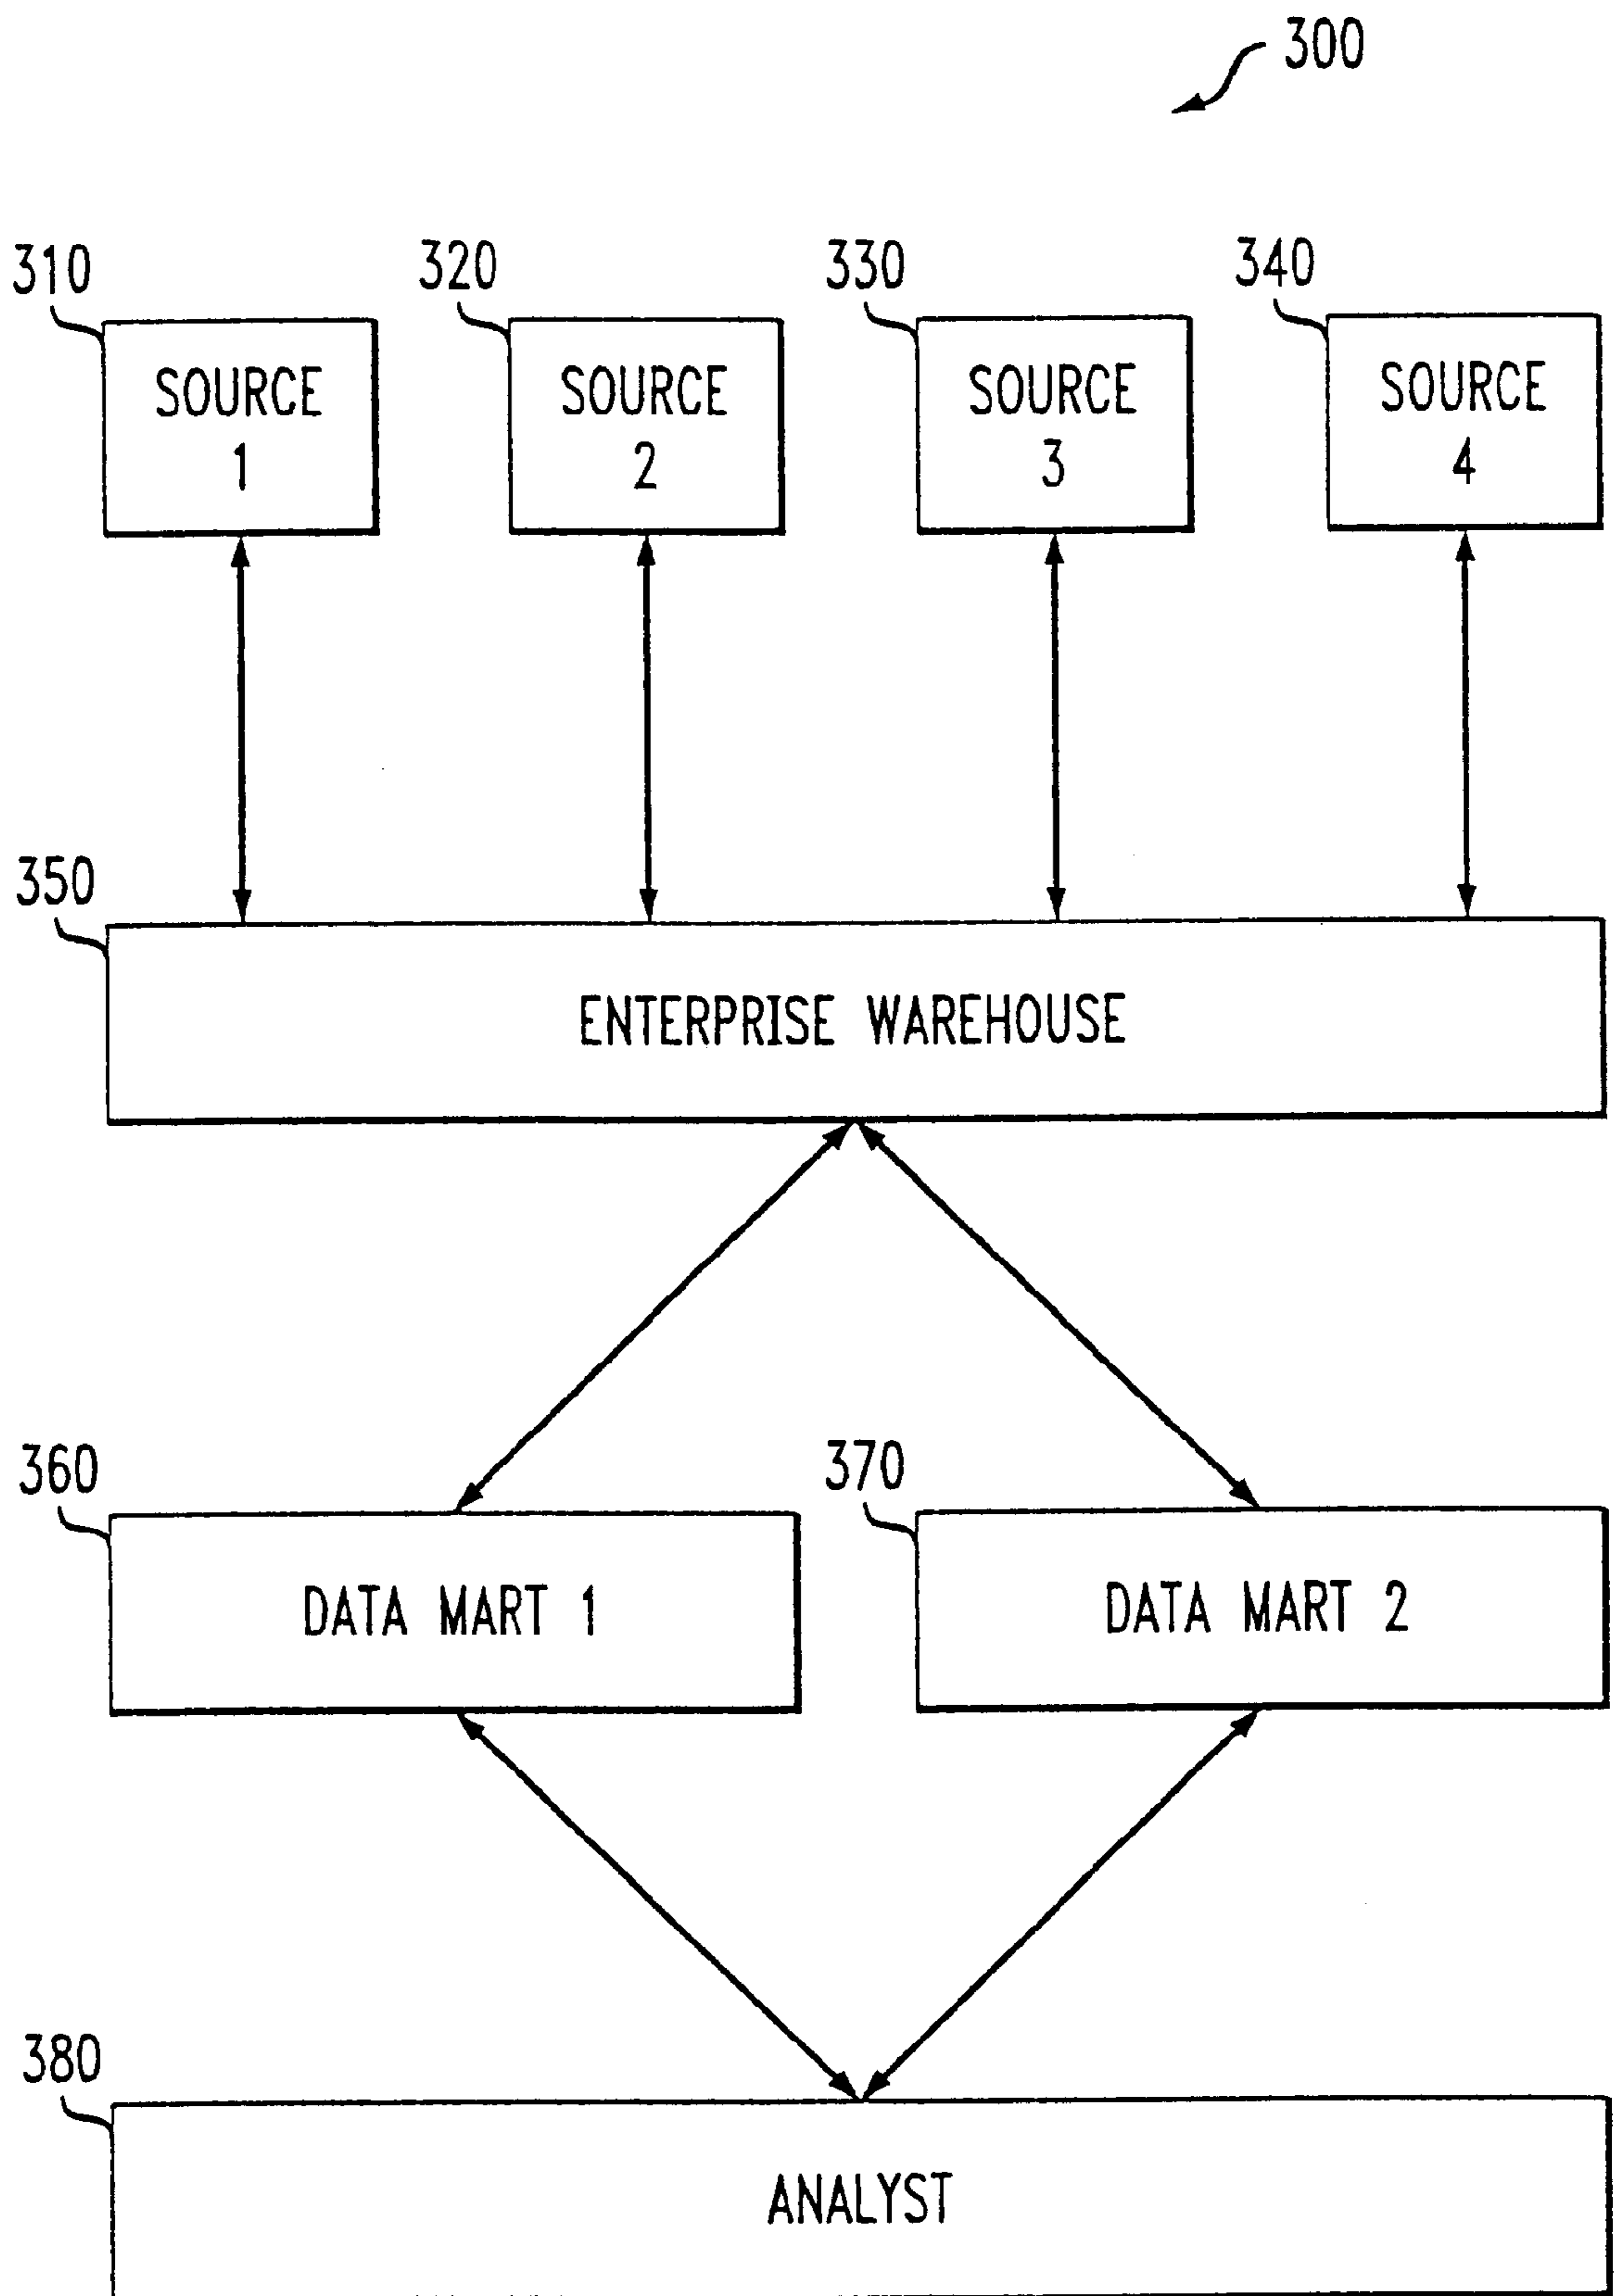 300
310
320
330
340
SOURCE
1
SOURCE
2
SOURCE
3
SOURCE
4
350
ENTERPRISE WAREHOUSE
360
370
DATA MART 1
DATA MART 2
380
ANALYST